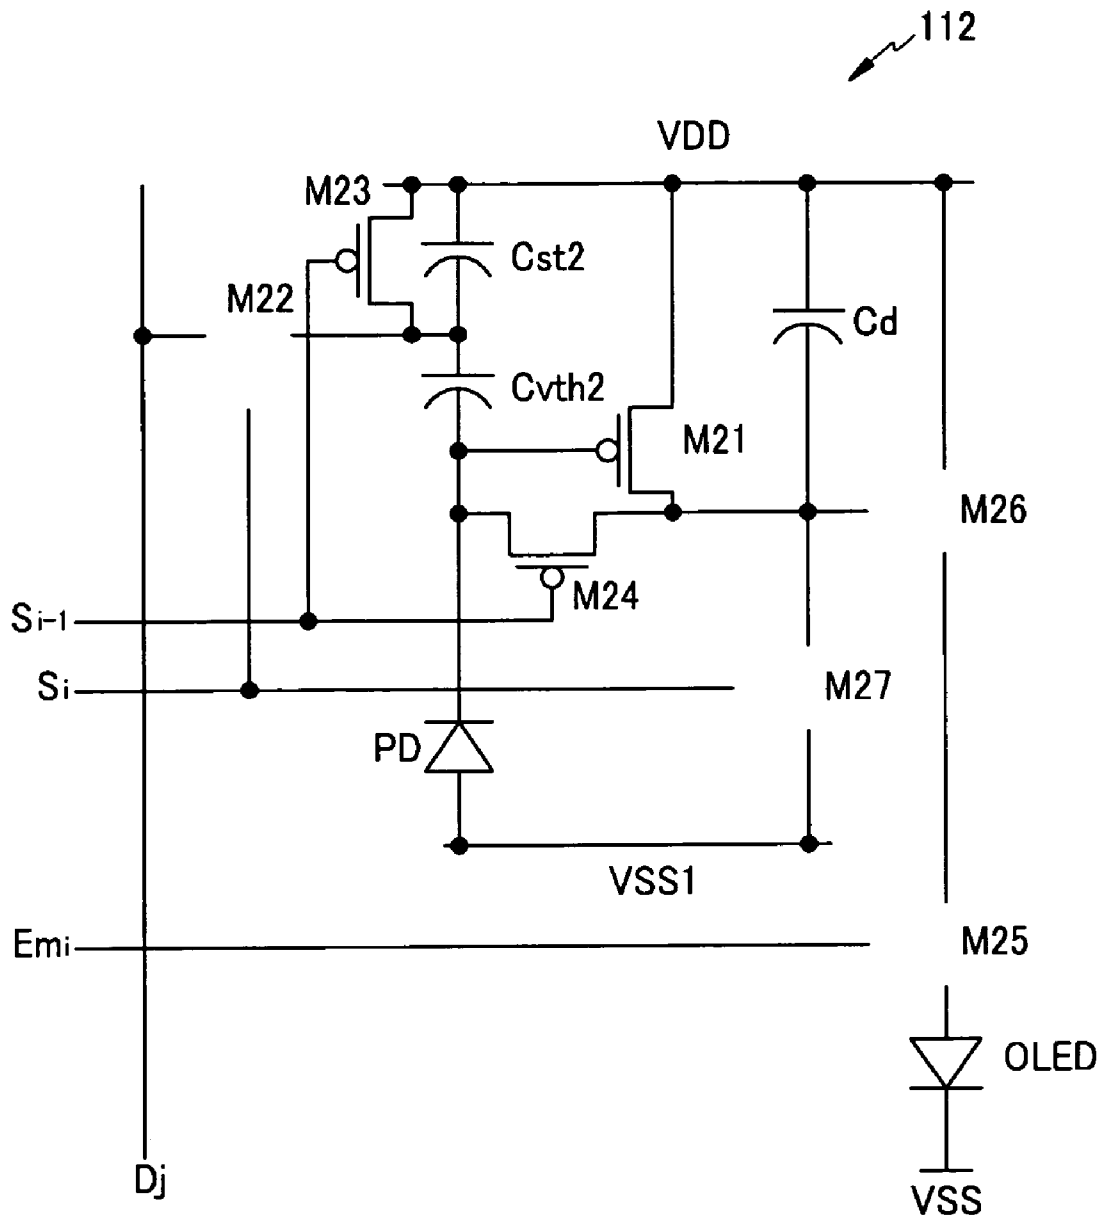 112
VDD
M23
Cst2
M22
Cd
Cvth2
M21
M26
M24
Si-1
Si
M27
PD
VSS1
Emi
M25
OLED
Dj
VSS